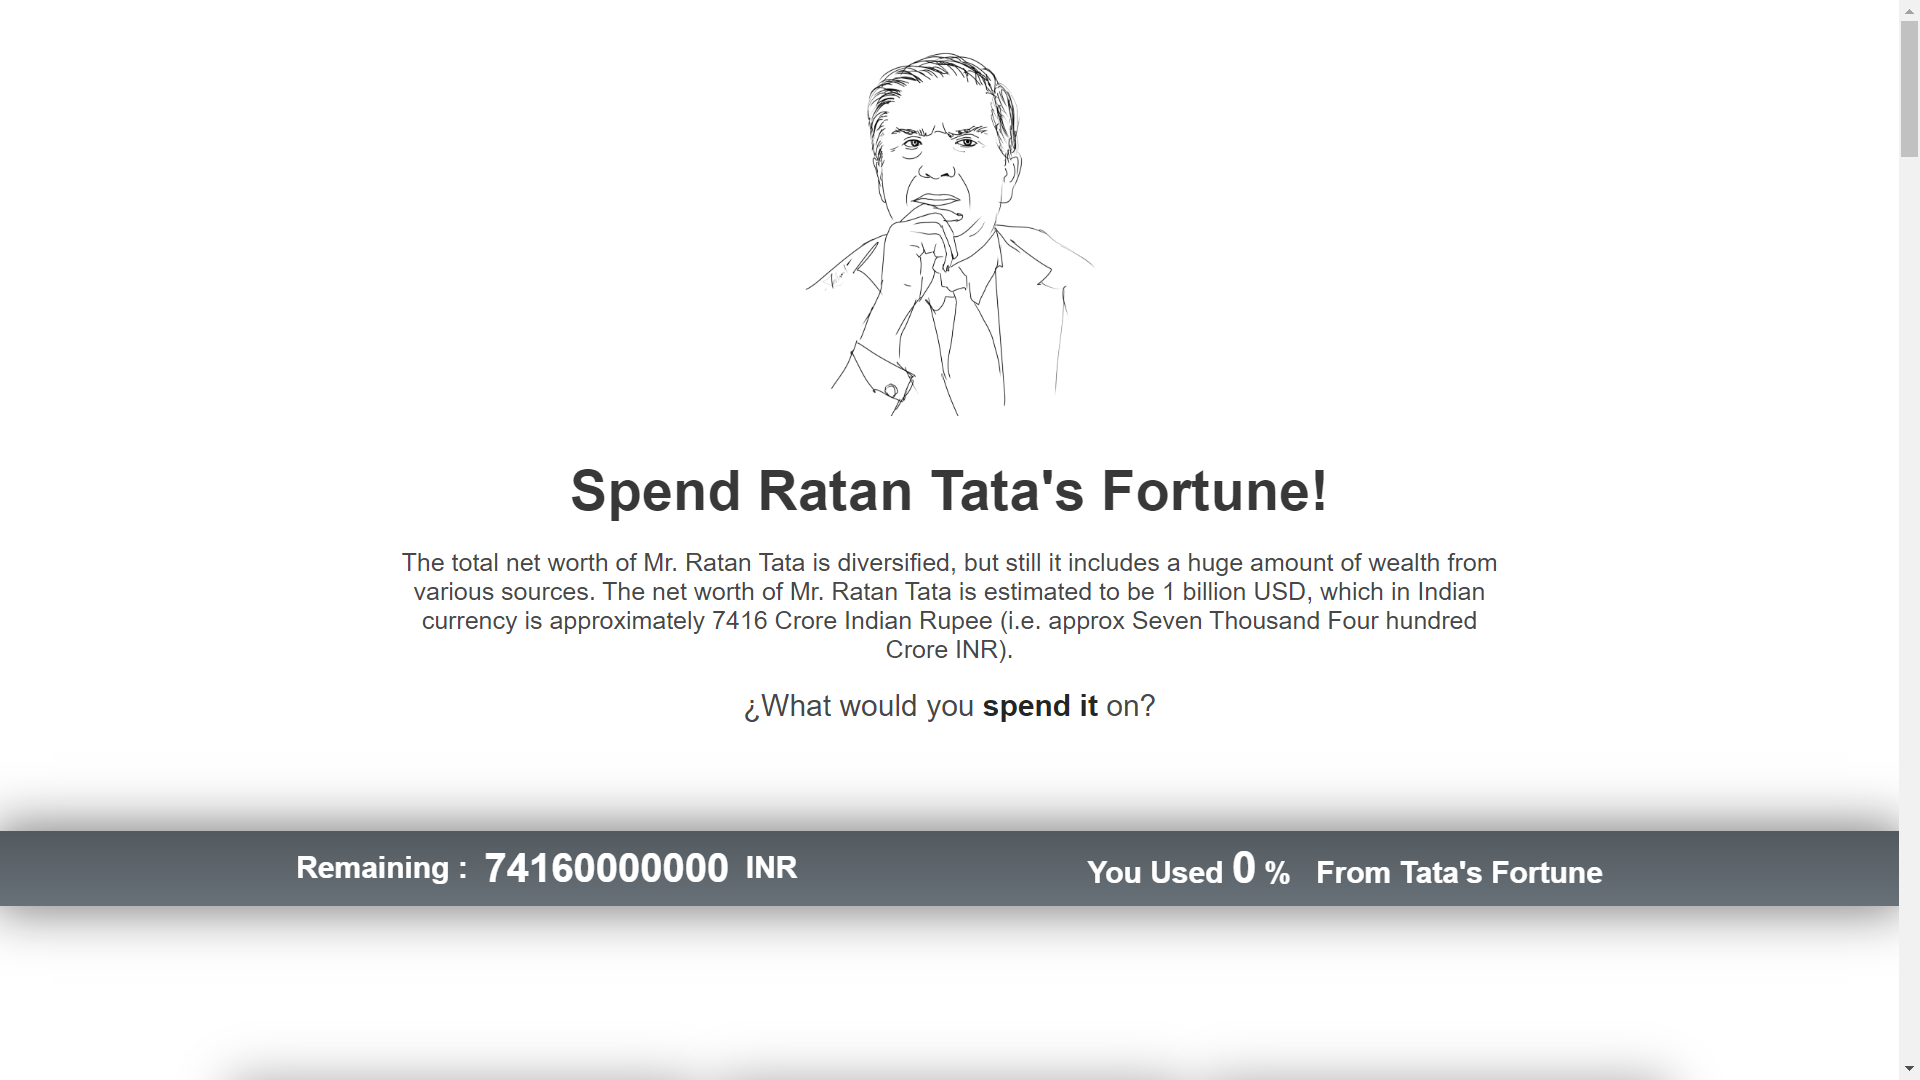 Spend Ratan Tata's Fortune!
The total net worth of Mr. Ratan Tata is diversified, but still it includes a huge amount of wealth from
various sources. The net worth of Mr. Ratan Tata is estimated to be 1 billion USD, which in Indian
currency is approximately 7416 Crore Indian Rupee (i.e. approx Seven Thousand Four hundred
Crore INR).
¿What would you spend it on?
Remaining : 74160000000 INR
You Used 0 % From Tata's Fortune